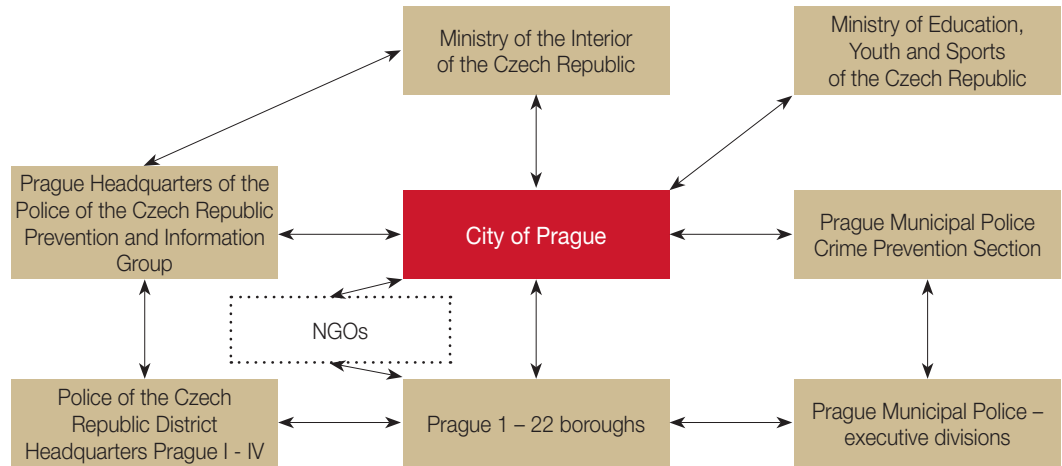 Ministry of the Interior
of the Czech Republic
Ministry of Education,
Youth and Sports
of the Czech Republic
Prague Headquarters of the
Police of the Czech Republic
Prevention and Information
Group
City of Prague
Prague Municipal Police
Crime Prevention Section
NGOs
Police of the Czech
Republic District
Headquarters Prague I - IV
Prague 1 – 22 boroughs
Prague Municipal Police –
executive divisions